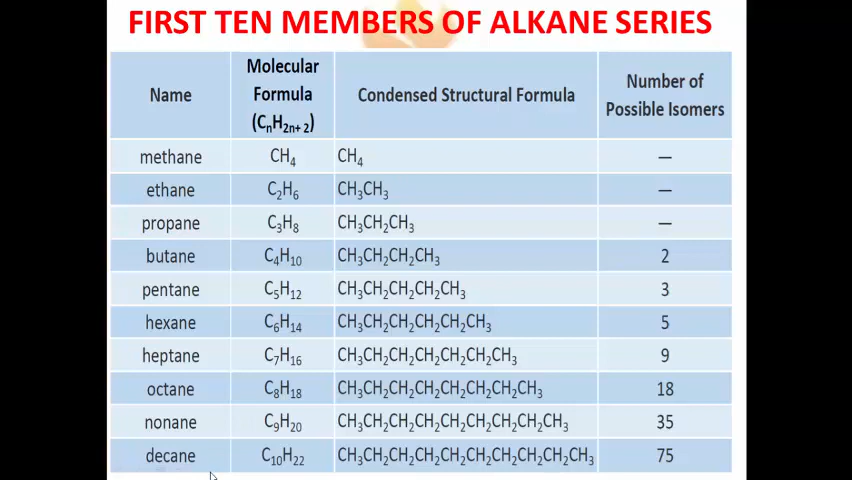 FIRST TEN MEMBERS OF ALKANE SERIES
Name
Molecular
Formula
(CₙH₂ₙ₊₂)
Condensed Structural Formula
Number of
Possible Isomers
methane CH₄ CH₄ —
ethane C₂H₆ CH₃CH₃ —
propane C₃H₈ CH₃CH₂CH₃ —
butane C₄H₁₀ CH₃CH₂CH₂CH₃ 2
pentane C₅H₁₂ CH₃CH₂CH₂CH₂CH₃ 3
hexane C₆H₁₄ CH₃CH₂CH₂CH₂CH₂CH₃ 5
heptane C₇H₁₆ CH₃CH₂CH₂CH₂CH₂CH₂CH₃ 9
octane C₈H₁₈ CH₃CH₂CH₂CH₂CH₂CH₂CH₂CH₃ 18
nonane C₉H₂₀ CH₃CH₂CH₂CH₂CH₂CH₂CH₂CH₂CH₃ 35
decane C₁₀H₂₂ CH₃CH₂CH₂CH₂CH₂CH₂CH₂CH₂CH₂CH₃ 75